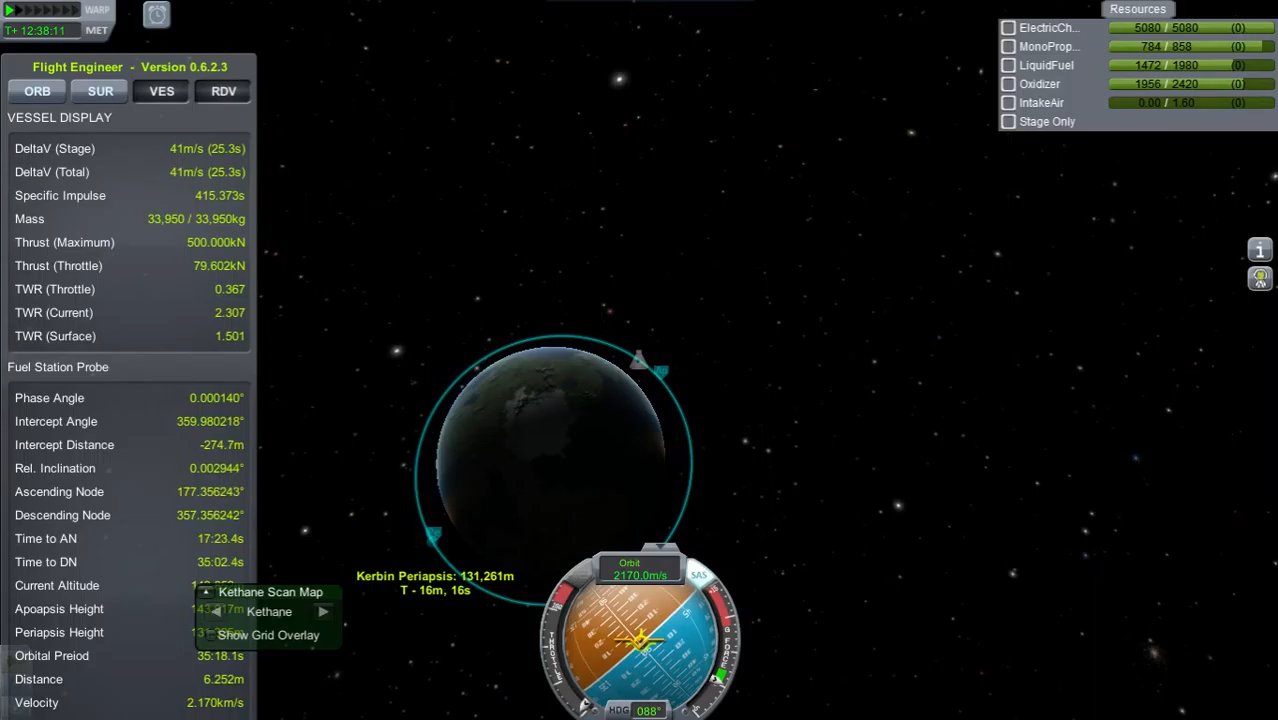 WARP
T+ 12:38:11 MET
Flight Engineer - Version 0.6.2.3
ORB SUR VES RDV
VESSEL DISPLAY
DeltaV (Stage) 41m/s (25.3s)
DeltaV (Total) 41m/s (25.3s)
Specific Impulse 415.373s
Mass 33,950 / 33,950kg
Thrust (Maximum) 500.000kN
Thrust (Throttle) 79.602kN
TWR (Throttle) 0.367
TWR (Current) 2.307
TWR (Surface) 1.501
Fuel Station Probe
Phase Angle 0.000140°
Intercept Angle 359.980218°
Intercept Distance -274.7m
Rel. Inclination 0.002944°
Ascending Node 177.356243°
Descending Node 357.356242°
Time to AN 17:23.4s
Time to DN 35:02.4s
Current Altitude
Apoapsis Height
Periapsis Height
Orbital Preiod 35:18.1s
Distance 6.252m
Velocity 2.170km/s
Kethane Scan Map
Kethane
Show Grid Overlay
Kerbin Periapsis: 131,261m
T - 16m, 16s
Orbit
2170.0m/s
SAS
THROTTLE
G FORCE
HDG 088°
Resources
ElectricCh... 5080 / 5080 (0)
MonoProp... 784 / 858 (0)
LiquidFuel 1472 / 1980 (0)
Oxidizer 1956 / 2420 (0)
IntakeAir 0.00 / 1.60 (0)
Stage Only